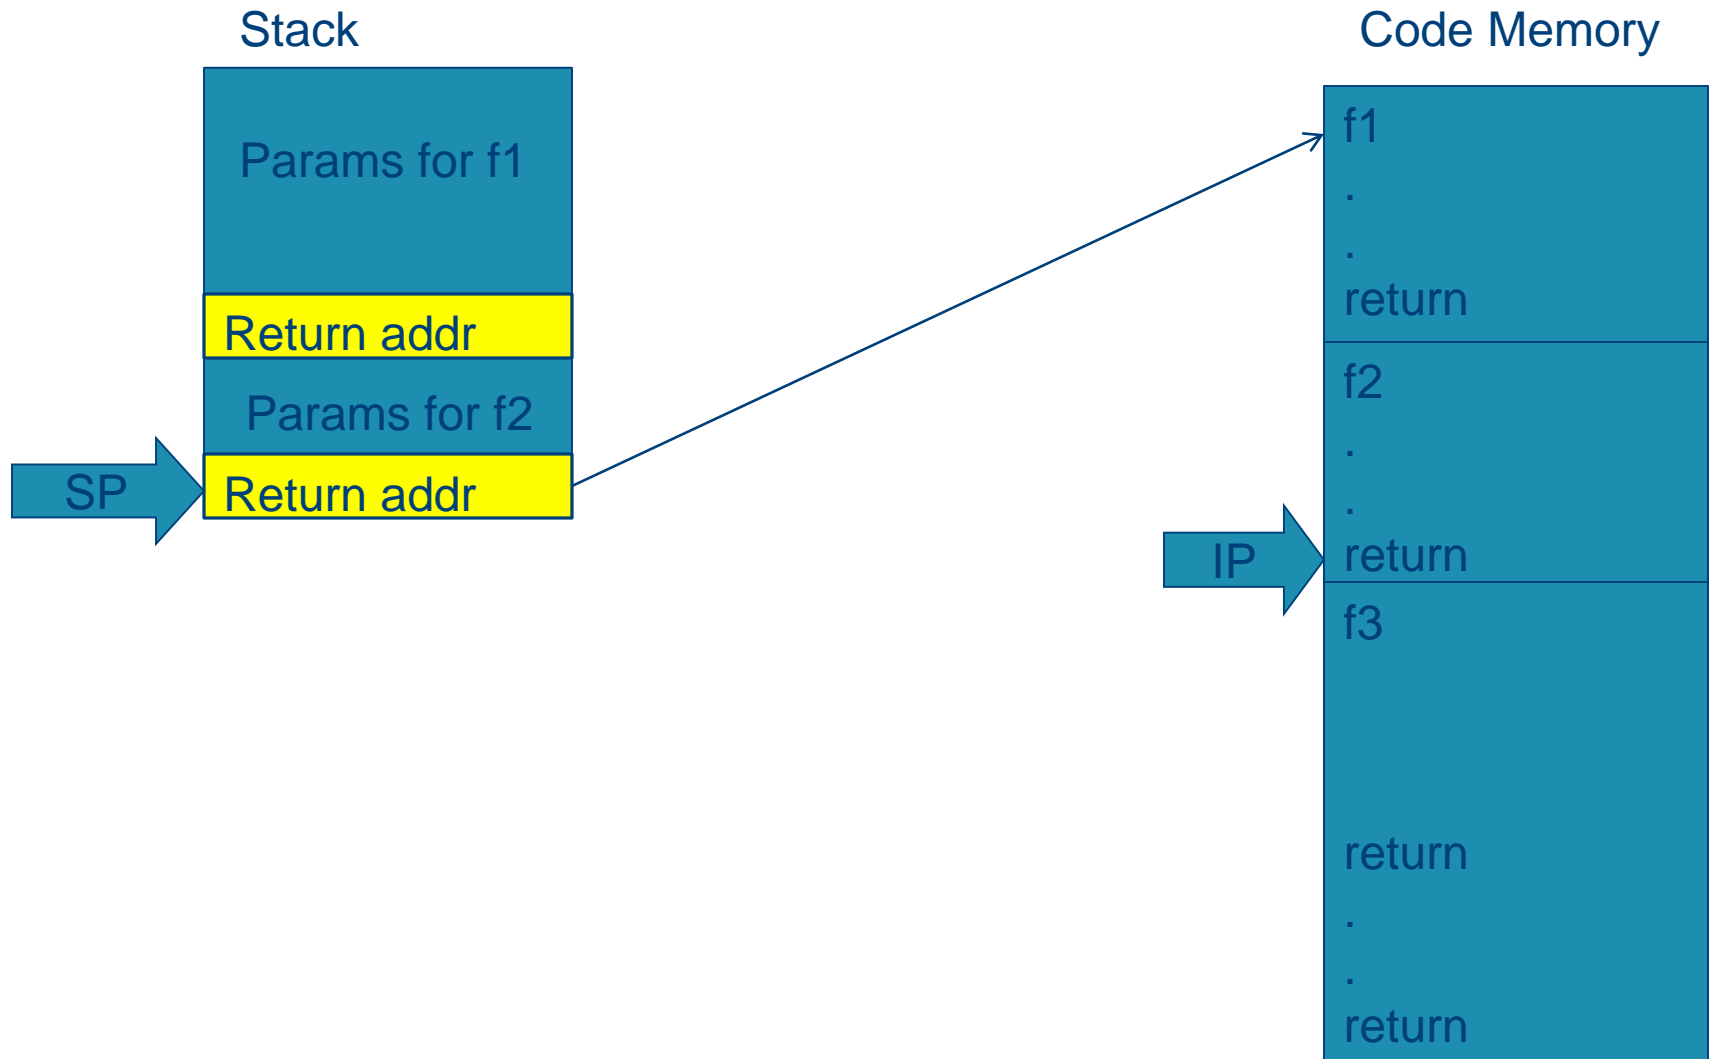 Stack
Params for f1
Return addr
Params for f2
SP
Return addr
Code Memory
f1
.
.
return
f2
.
.
IP
return
f3
return
.
.
return